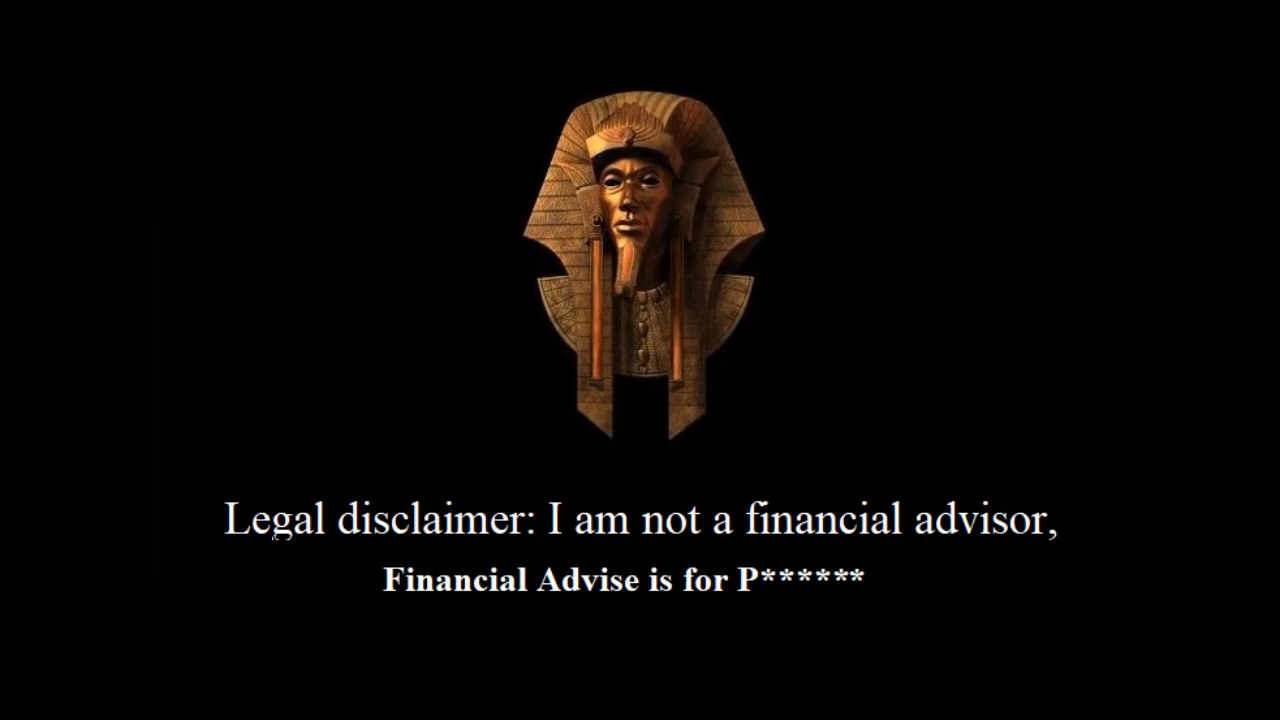 Legal disclaimer: I am not a financial advisor,
Financial Advise is for P******